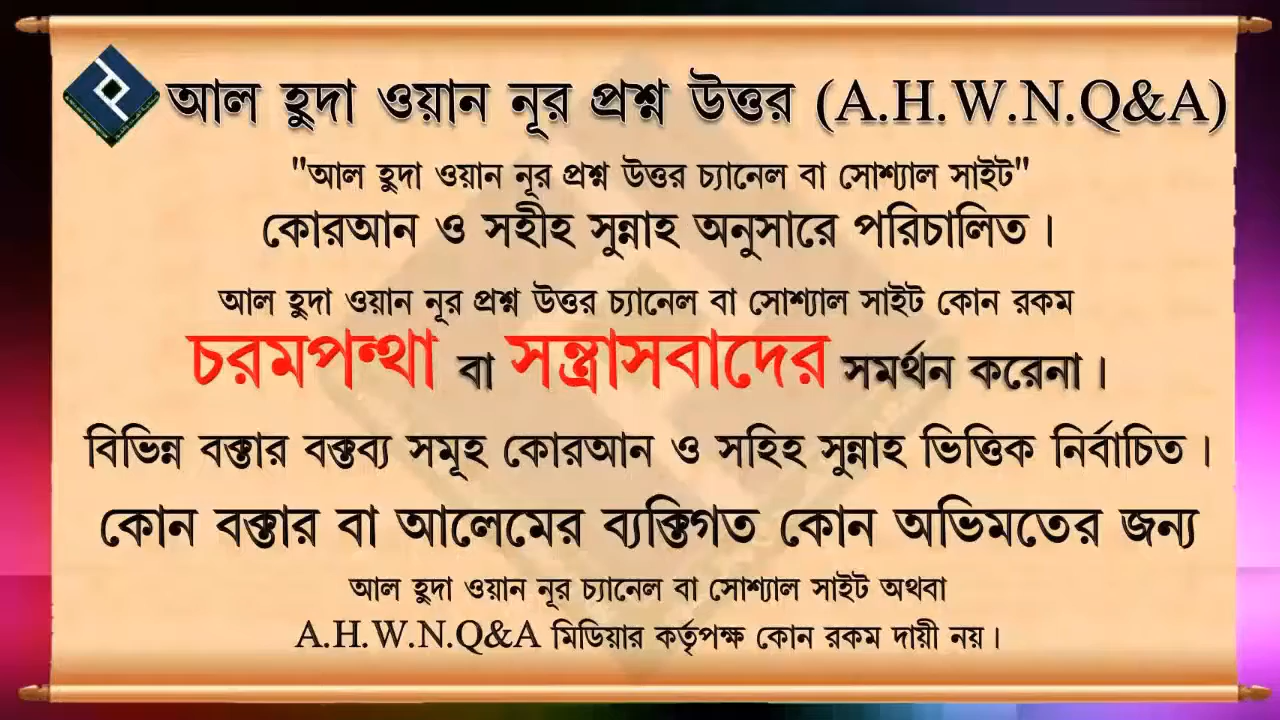 আল হুদা ওয়ান নূর প্রশ্ন উত্তর (A.H.W.N.Q&A)
"আল হুদা ওয়ান নূর প্রশ্ন উত্তর চ্যানেল বা সোশ্যাল সাইট"
কোরআন ও সহীহ সুন্নাহ অনুসারে পরিচালিত।
আল হুদা ওয়ান নূর প্রশ্ন উত্তর চ্যানেল বা সোশ্যাল সাইট কোন রকম
চরমপন্থা বা সন্ত্রাসবাদের সমর্থন করেনা।
বিভিন্ন বক্তার বক্তব্য সমূহ কোরআন ও সহিহ সুন্নাহ ভিত্তিক নির্বাচিত।
কোন বক্তার বা আলেমের ব্যক্তিগত কোন অভিমতের জন্য
আল হুদা ওয়ান নূর চ্যানেল বা সোশ্যাল সাইট অথবা
A.H.W.N.Q&A মিডিয়ার কর্তৃপক্ষ কোন রকম দায়ী নয়।